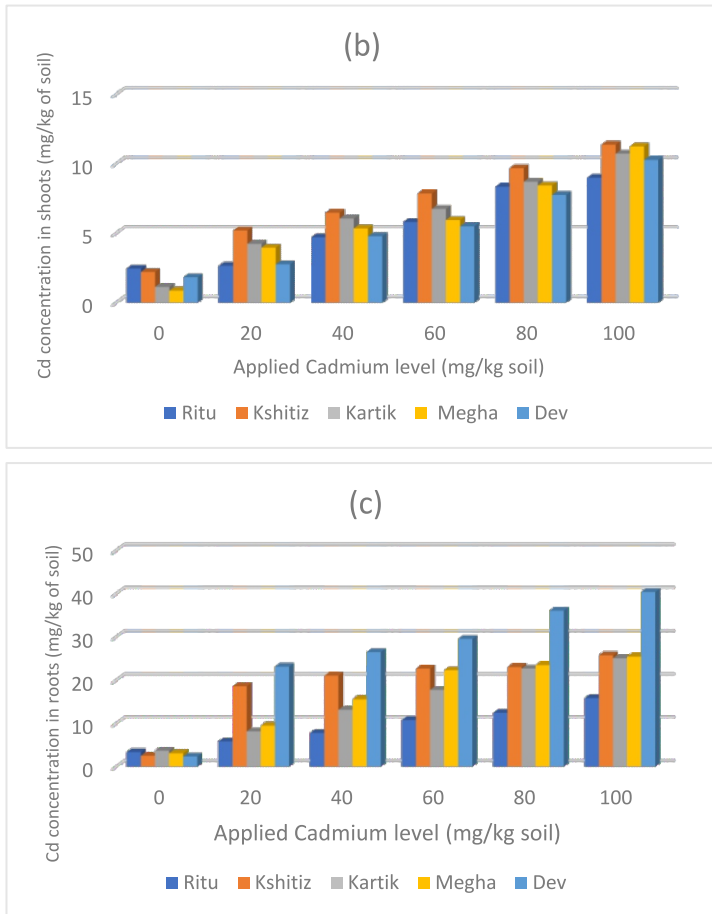 (b)
Cd concentration in shoots (mg/kg of soil)
15
10
5
0
0 20 40 60 80 100
Applied Cadmium level (mg/kg soil)
Ritu Kshitiz Kartik Megha Dev
(c)
Cd concentration in roots (mg/kg of soil)
50
40
30
20
10
0
0 20 40 60 80 100
Applied Cadmium level (mg/kg soil)
Ritu Kshitiz Kartik Megha Dev